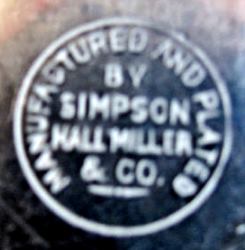 MANUFACTURED AND PLATED
BY
SIMPSON
HALL MILLER
& CO.